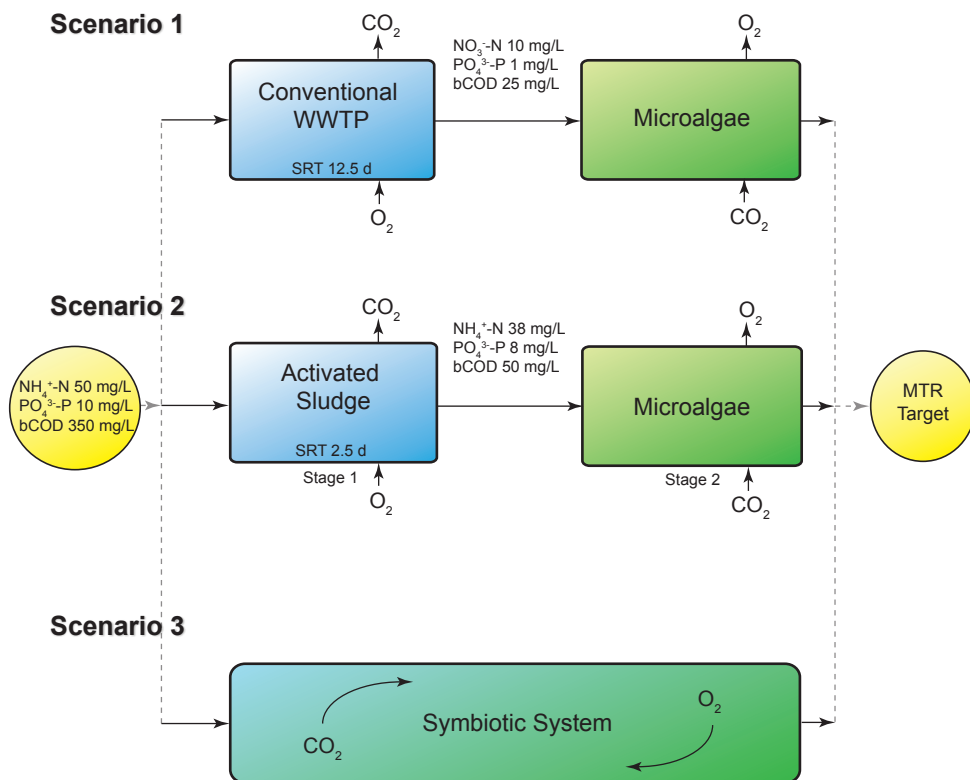 Scenario 1
CO₂
O₂
NO₃⁻-N 10 mg/L
PO₄³⁻-P 1 mg/L
bCOD 25 mg/L
Conventional
WWTP
SRT 12.5 d
Microalgae
O₂
CO₂
Scenario 2
CO₂
O₂
NH₄⁺-N 38 mg/L
PO₄³⁻-P 8 mg/L
bCOD 50 mg/L
NH₄⁺-N 50 mg/L
PO₄³⁻-P 10 mg/L
bCOD 350 mg/L
Activated
Sludge
SRT 2.5 d
Stage 1
O₂
Microalgae
Stage 2
CO₂
MTR
Target
Scenario 3
CO₂
Symbiotic System
O₂